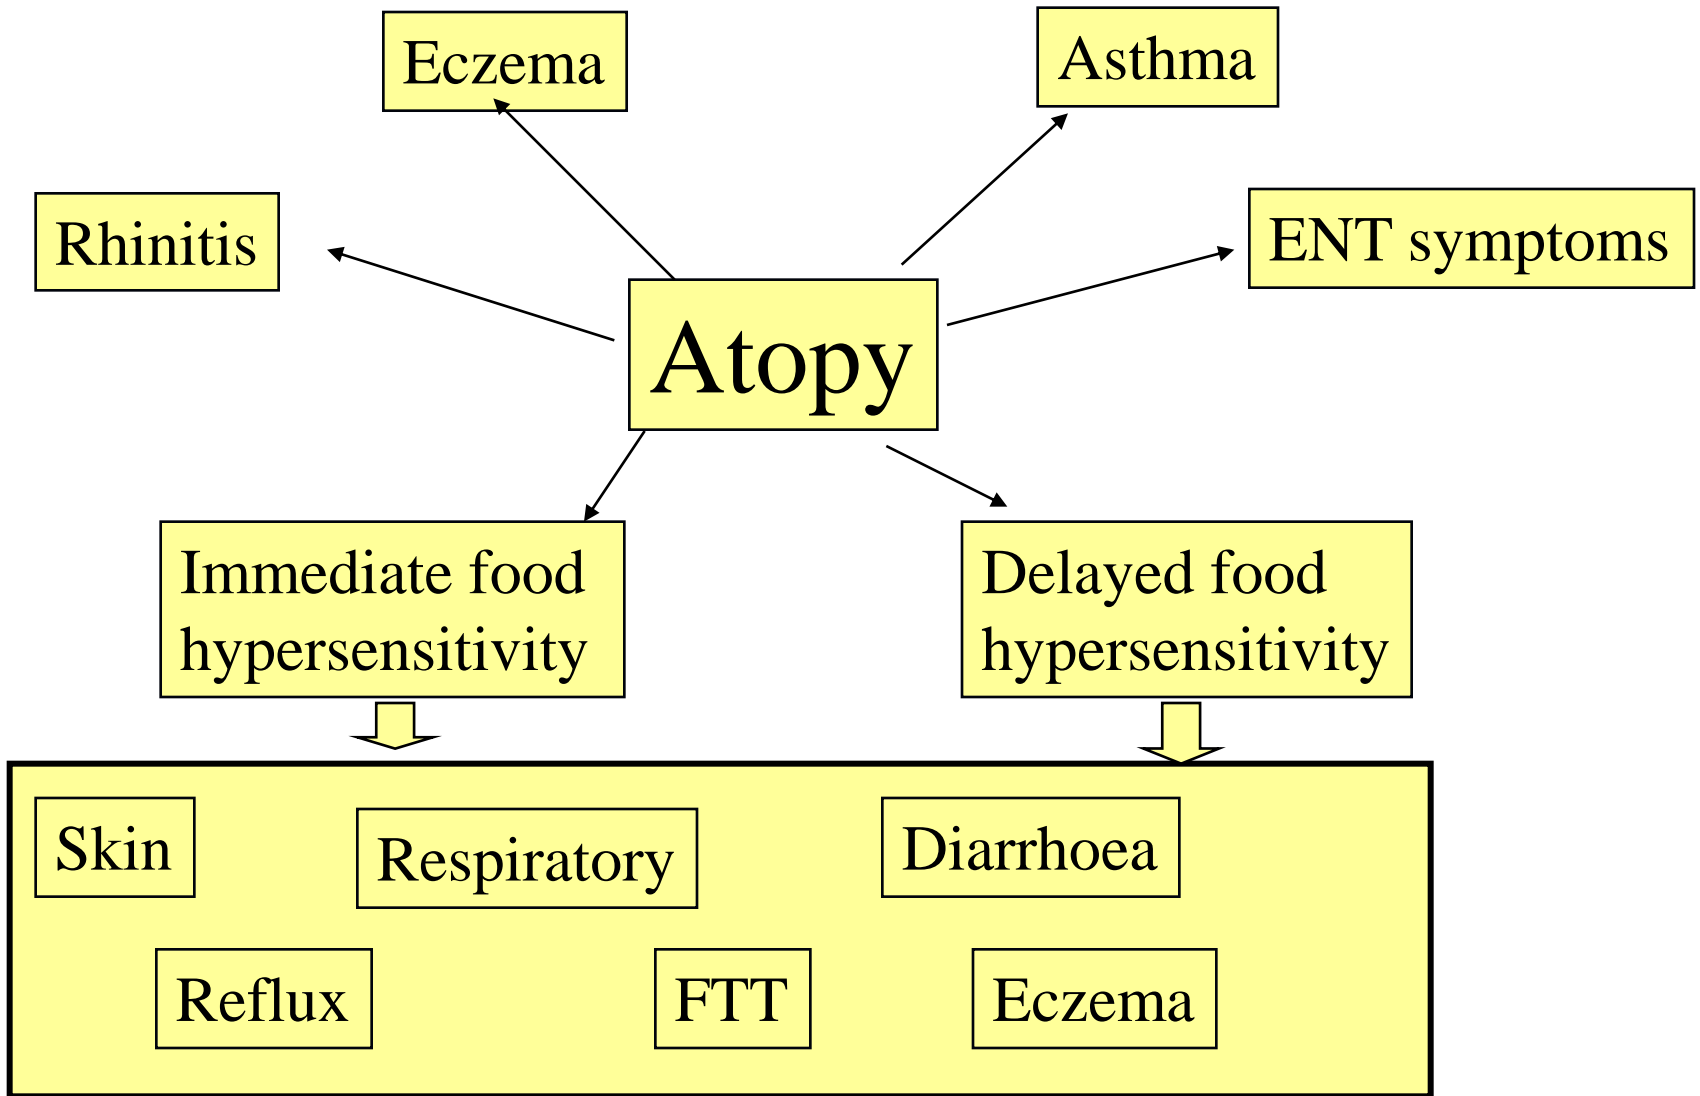 Eczema
Asthma
Rhinitis
ENT symptoms
Atopy
Immediate food
hypersensitivity
Delayed food
hypersensitivity
Skin
Respiratory
Diarrhoea
Reflux
FTT
Eczema